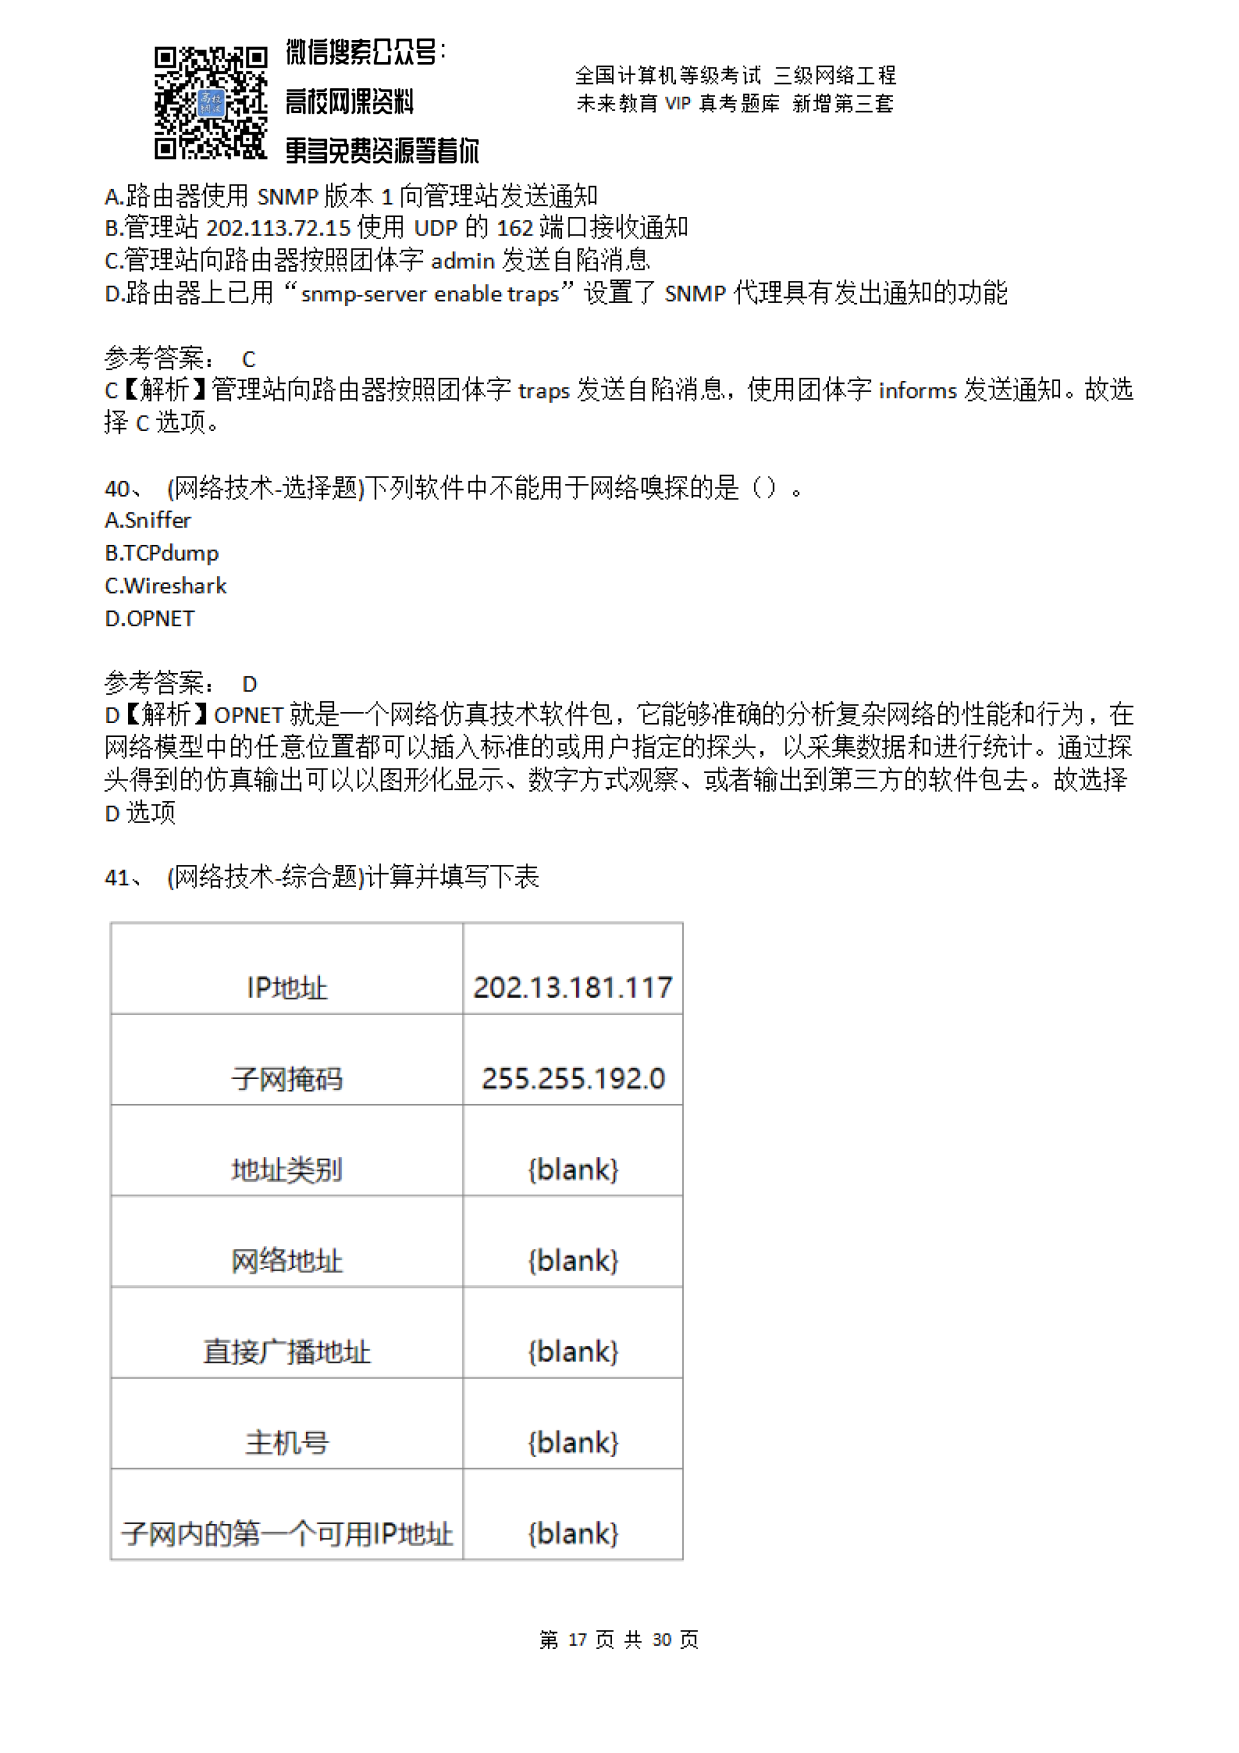 微信搜索公众号：
高校网课资料
更多免费资源等着你
全国计算机等级考试 三级网络工程
未来教育 VIP 真考题库 新增第三套
A.路由器使用 SNMP 版本 1 向管理站发送通知
B.管理站 202.113.72.15 使用 UDP 的 162 端口接收通知
C.管理站向路由器按照团体字 admin 发送自陷消息
D.路由器上已用“snmp-server enable traps”设置了 SNMP 代理具有发出通知的功能
参考答案： C
C【解析】管理站向路由器按照团体字 traps 发送自陷消息，使用团体字 informs 发送通知。故选
择 C 选项。
40、 (网络技术-选择题)下列软件中不能用于网络嗅探的是（）。
A.Sniffer
B.TCPdump
C.Wireshark
D.OPNET
参考答案： D
D【解析】OPNET 就是一个网络仿真技术软件包，它能够准确的分析复杂网络的性能和行为，在
网络模型中的任意位置都可以插入标准的或用户指定的探头，以采集数据和进行统计。通过探
头得到的仿真输出可以以图形化显示、数字方式观察、或者输出到第三方的软件包去。故选择
D 选项
41、 (网络技术-综合题)计算并填写下表
IP地址 202.13.181.117
子网掩码 255.255.192.0
地址类别 {blank}
网络地址 {blank}
直接广播地址 {blank}
主机号 {blank}
子网内的第一个可用IP地址 {blank}
第 17 页 共 30 页